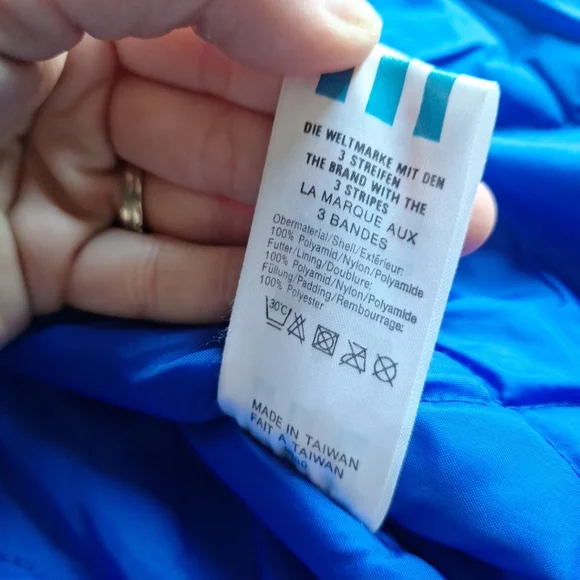 DIE WELTMARKE MIT DEN
3 STREIFEN
THE BRAND WITH THE
3 STRIPES
LA MARQUE AUX
3 BANDES
Obermaterial/Shell/Extérieur:
100% Polyamid/Nylon/Polyamide
Futter/Lining/Doublure:
100% Polyamid/Nylon/Polyamide
Füllung/Padding/Rembourrage:
100% Polyester
30°C
MADE IN TAIWAN
FAIT A TAIWAN